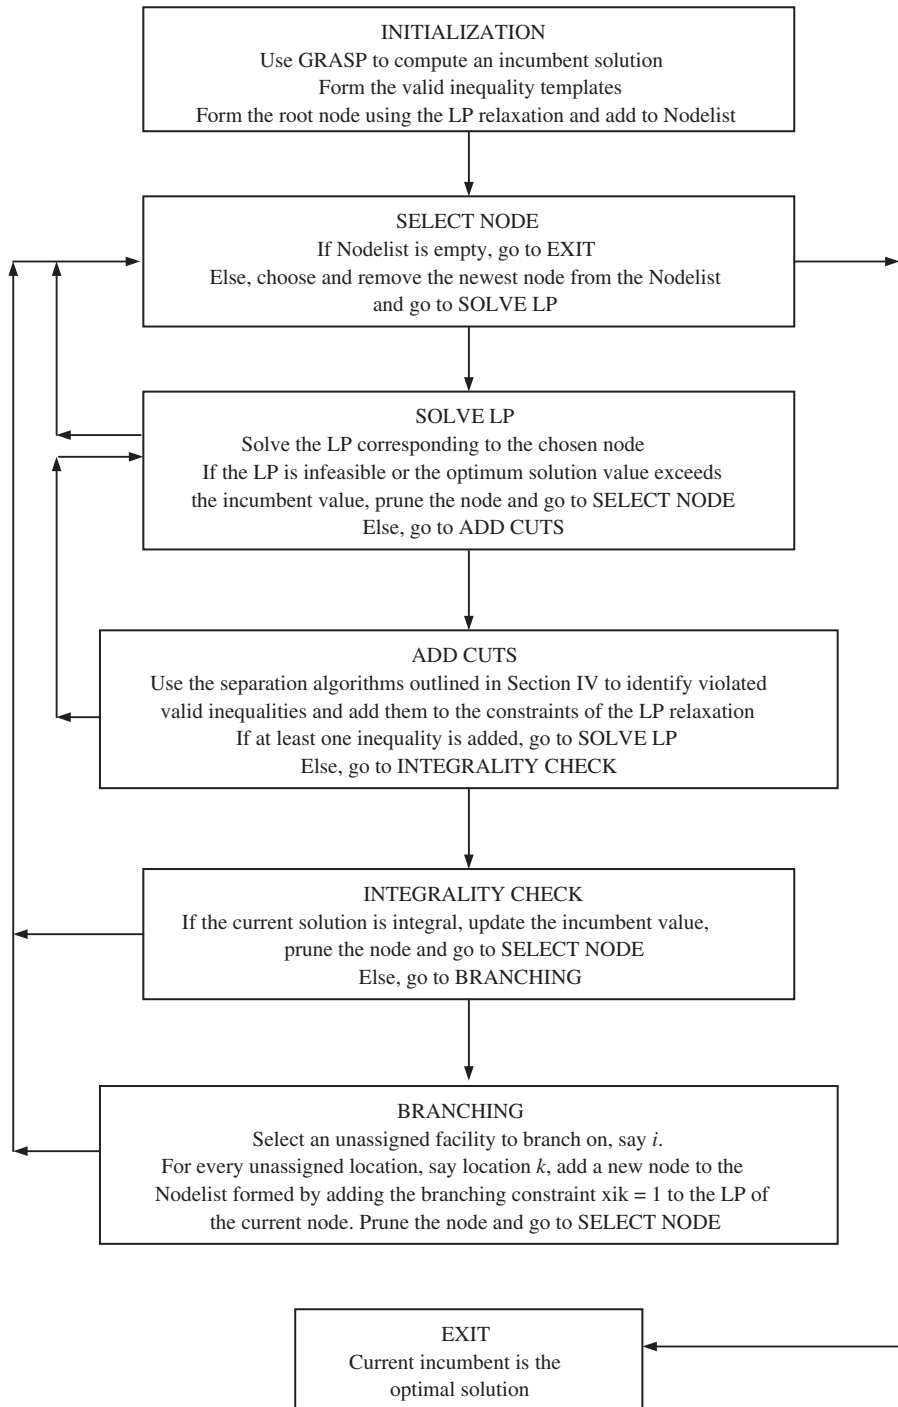 INITIALIZATION
Use GRASP to compute an incumbent solution
Form the valid inequality templates
Form the root node using the LP relaxation and add to Nodelist
SELECT NODE
If Nodelist is empty, go to EXIT
Else, choose and remove the newest node from the Nodelist
and go to SOLVE LP
SOLVE LP
Solve the LP corresponding to the chosen node
If the LP is infeasible or the optimum solution value exceeds
the incumbent value, prune the node and go to SELECT NODE
Else, go to ADD CUTS
ADD CUTS
Use the separation algorithms outlined in Section IV to identify violated
valid inequalities and add them to the constraints of the LP relaxation
If at least one inequality is added, go to SOLVE LP
Else, go to INTEGRALITY CHECK
INTEGRALITY CHECK
If the current solution is integral, update the incumbent value,
prune the node and go to SELECT NODE
Else, go to BRANCHING
BRANCHING
Select an unassigned facility to branch on, say i.
For every unassigned location, say location k, add a new node to the
Nodelist formed by adding the branching constraint xik = 1 to the LP of
the current node. Prune the node and go to SELECT NODE
EXIT
Current incumbent is the
optimal solution